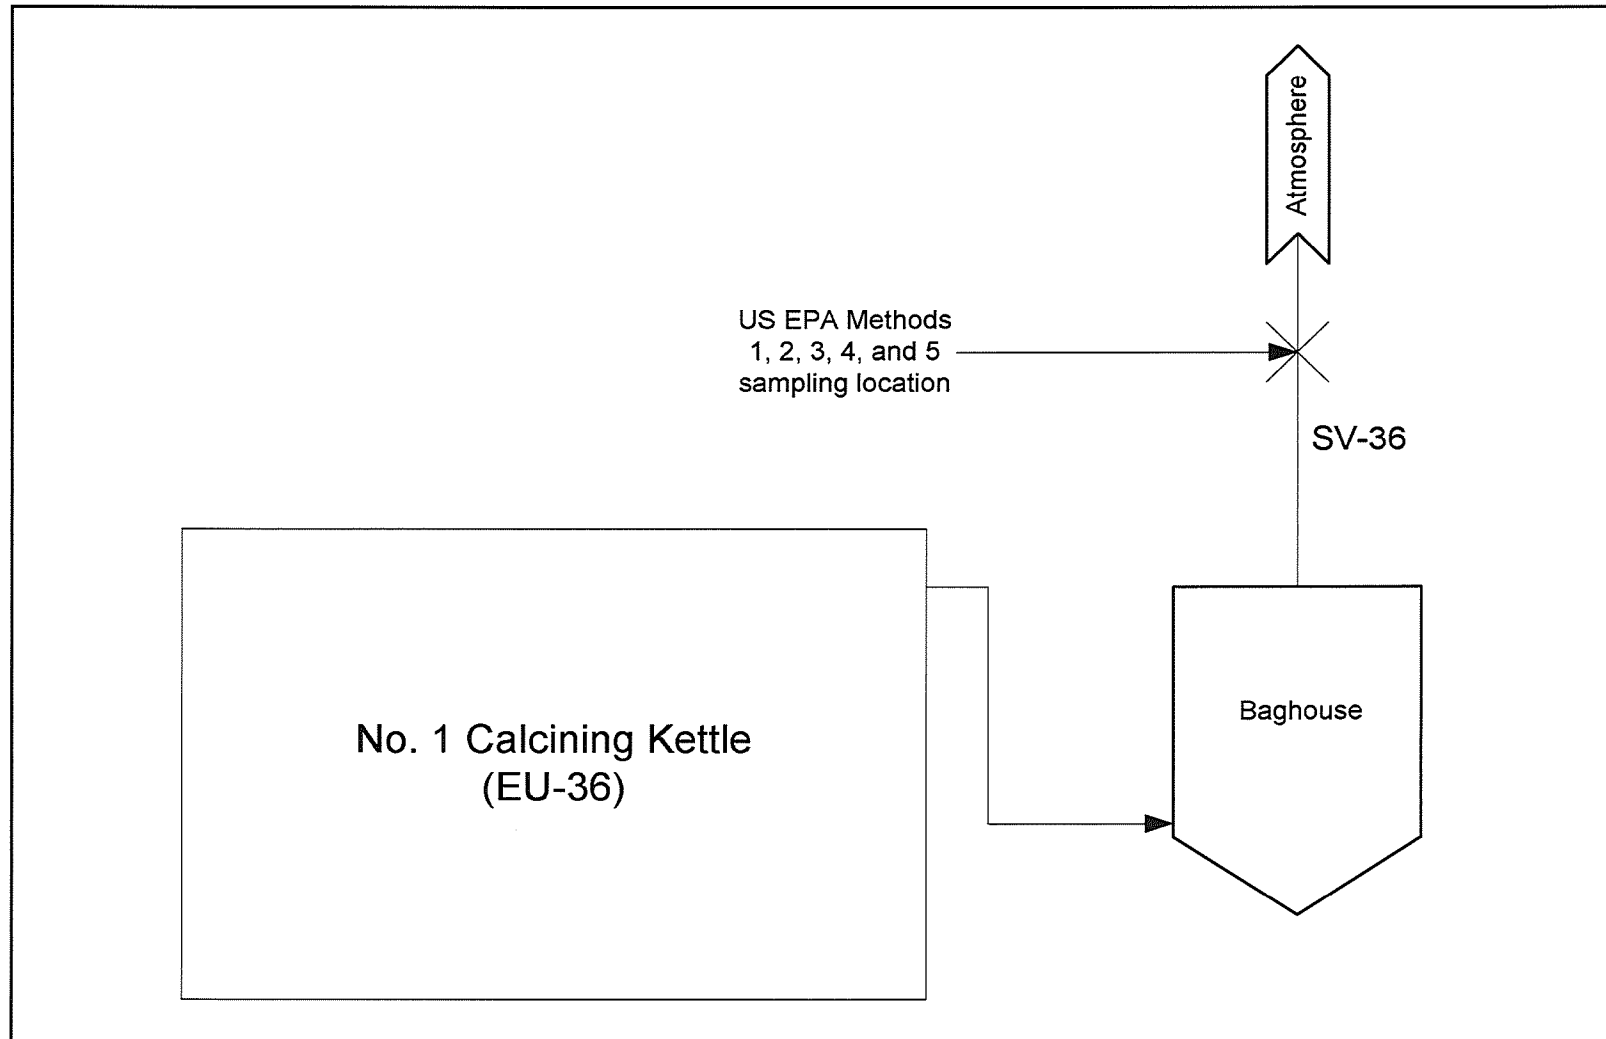 Atmosphere
US EPA Methods
1, 2, 3, 4, and 5
sampling location
SV-36
Baghouse
No. 1 Calcining Kettle
(EU-36)